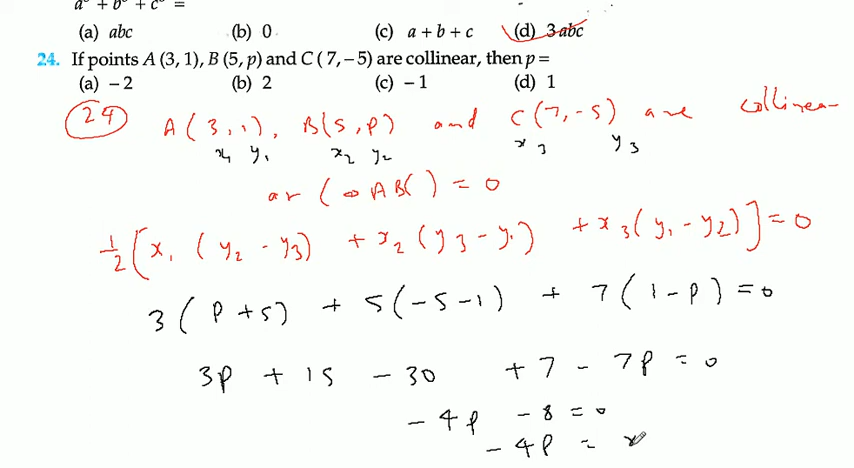 (a) abc (b) 0 (c) a + b + c (d) 3 abc
24. If points A (3, 1), B (5, p) and C (7, – 5) are collinear, then p =
(a) – 2 (b) 2 (c) – 1 (d) 1
24 A (3, 1), B(5, P) and C(7, -5) are collinear
x1 y1 x2 y2 x3 y3
ar ( ABC) = 0
1/2 [x1 (y2 - y3) + x2 (y3 - y1) + x3 (y1 - y2)] = 0
3 (P + 5) + 5 (-5 - 1) + 7 (1 - P) = 0
3P + 15 - 30 + 7 - 7P = 0
- 4P - 8 = 0
- 4P =